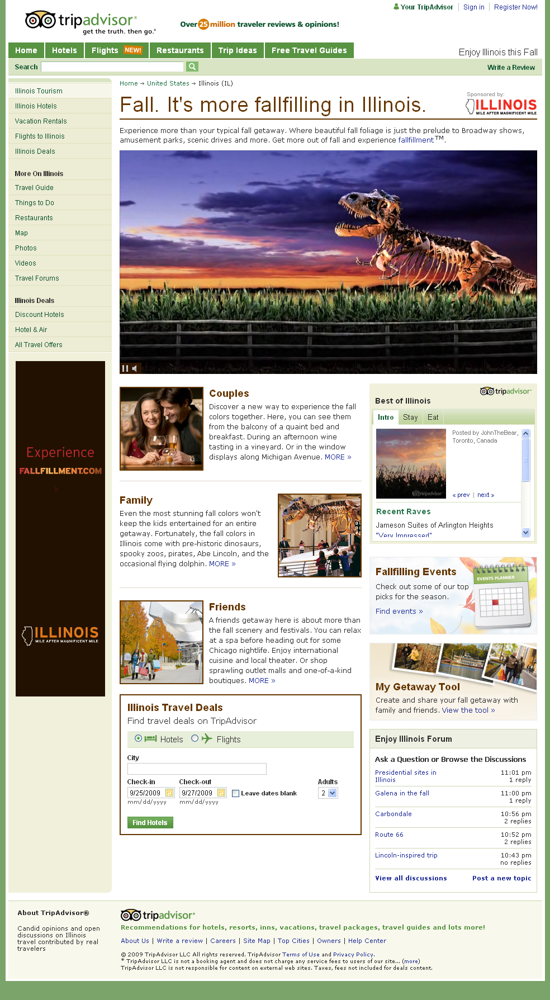 Your TripAdvisor
Sign in
Register Now!
tripadvisor®
get the truth. then go.®
Over 25 million traveler reviews & opinions!
Home
Hotels
Flights NEW!
Restaurants
Trip Ideas
Free Travel Guides
Enjoy Illinois this Fall
Search
Write a Review
Illinois Tourism
Illinois Hotels
Vacation Rentals
Flights to Illinois
Illinois Deals
More On Illinois
Travel Guide
Things to Do
Restaurants
Map
Photos
Videos
Travel Forums
Illinois Deals
Discount Hotels
Hotel & Air
All Travel Offers
Experience
FALLFILLMENT.COM
ILLINOIS
MILE AFTER MAGNIFICENT MILE
Home → United States → Illinois (IL)
Fall. It's more fallfilling in Illinois.
Sponsored by:
ILLINOIS
MILE AFTER MAGNIFICENT MILE
Experience more than your typical fall getaway. Where beautiful fall foliage is just the prelude to Broadway shows,
amusement parks, scenic drives and more. Get more out of fall and experience fallfillment™.
Couples
Discover a new way to experience the fall
colors together. Here, you can see them
from the balcony of a quaint bed and
breakfast. During an afternoon wine
tasting in a vineyard. Or in the window
displays along Michigan Avenue. MORE »
Family
Even the most stunning fall colors won't
keep the kids entertained for an entire
getaway. Fortunately, the fall colors in
Illinois come with pre-historic dinosaurs,
spooky zoos, pirates, Abe Lincoln, and the
occasional flying dolphin. MORE »
Friends
A friends getaway here is about more than
the fall scenery and festivals. You can relax
at a spa before heading out for some
Chicago nightlife. Enjoy international
cuisine and local theater. Or shop
sprawling outlet malls and one-of-a-kind
boutiques. MORE »
Illinois Travel Deals
Find travel deals on TripAdvisor
Hotels
Flights
City
Check-in
Check-out
Adults
9/25/2009
9/27/2009
Leave dates blank
2
mm/dd/yyyy
mm/dd/yyyy
Find Hotels
tripadvisor®
Best of Illinois
Intro
Stay
Eat
Posted by JohnTheBear,
Toronto, Canada
tripadvisor
« prev | next »
Recent Raves
Jameson Suites of Arlington Heights
"Very Impressed"
Fallfilling Events
Check out some of our top
picks for the season.
Find events »
EVENTS PLANNER
My Getaway Tool
Create and share your fall getaway with
family and friends. View the tool »
Enjoy Illinois Forum
Ask a Question or Browse the Discussions
Presidential sites in 11:01 pm
Illinois 1 reply
Galena in the fall 11:00 pm
1 reply
Carbondale 10:56 pm
2 replies
Route 66 10:52 pm
2 replies
Lincoln-inspired trip 10:43 pm
no replies
View all discussions
Post a new topic
About TripAdvisor®
Candid opinions and open
discussions on Illinois
travel contributed by real
travelers
tripadvisor®
Recommendations for hotels, resorts, inns, vacations, travel packages, travel guides and lots more!
About Us | Write a review | Careers | Site Map | Top Cities | Owners | Help Center
© 2009 TripAdvisor LLC All rights reserved. TripAdvisor Terms of Use and Privacy Policy.
* TripAdvisor LLC is not a booking agent and does not charge any service fees to users of our site... (more)
TripAdvisor LLC is not responsible for content on external web sites. Taxes, fees not included for deals content.